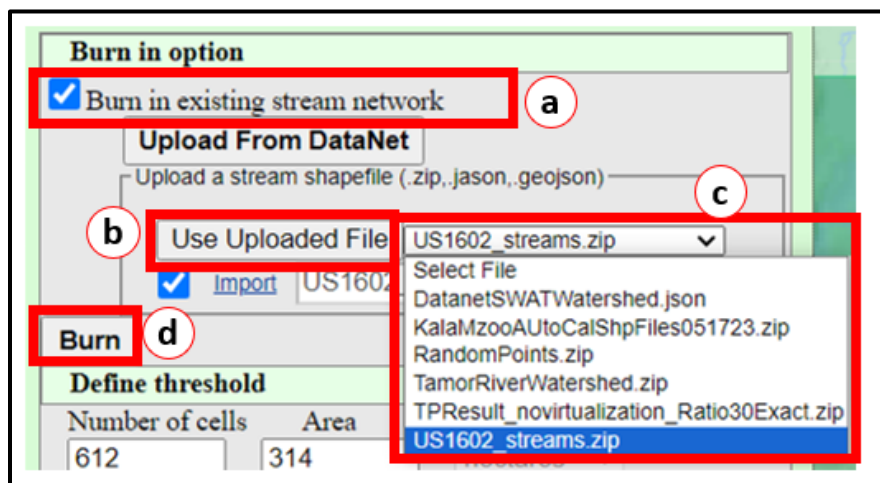 Burn in option
Burn in existing stream network
a
Upload From DataNet
Upload a stream shapefile (.zip,.jason,.geojson)
c
b
Use Uploaded File
US1602_streams.zip
Select File
Import
US1602
DatanetSWATWatershed.json
KalaMzooAUtoCalShpFiles051723.zip
Burn
d
RandomPoints.zip
TamorRiverWatershed.zip
Define threshold
TPResult_novirtualization_Ratio30Exact.zip
Number of cells
Area
US1602_streams.zip
612
314